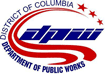 DISTRICT OF COLUMBIA
dpw
DEPARTMENT OF PUBLIC WORKS